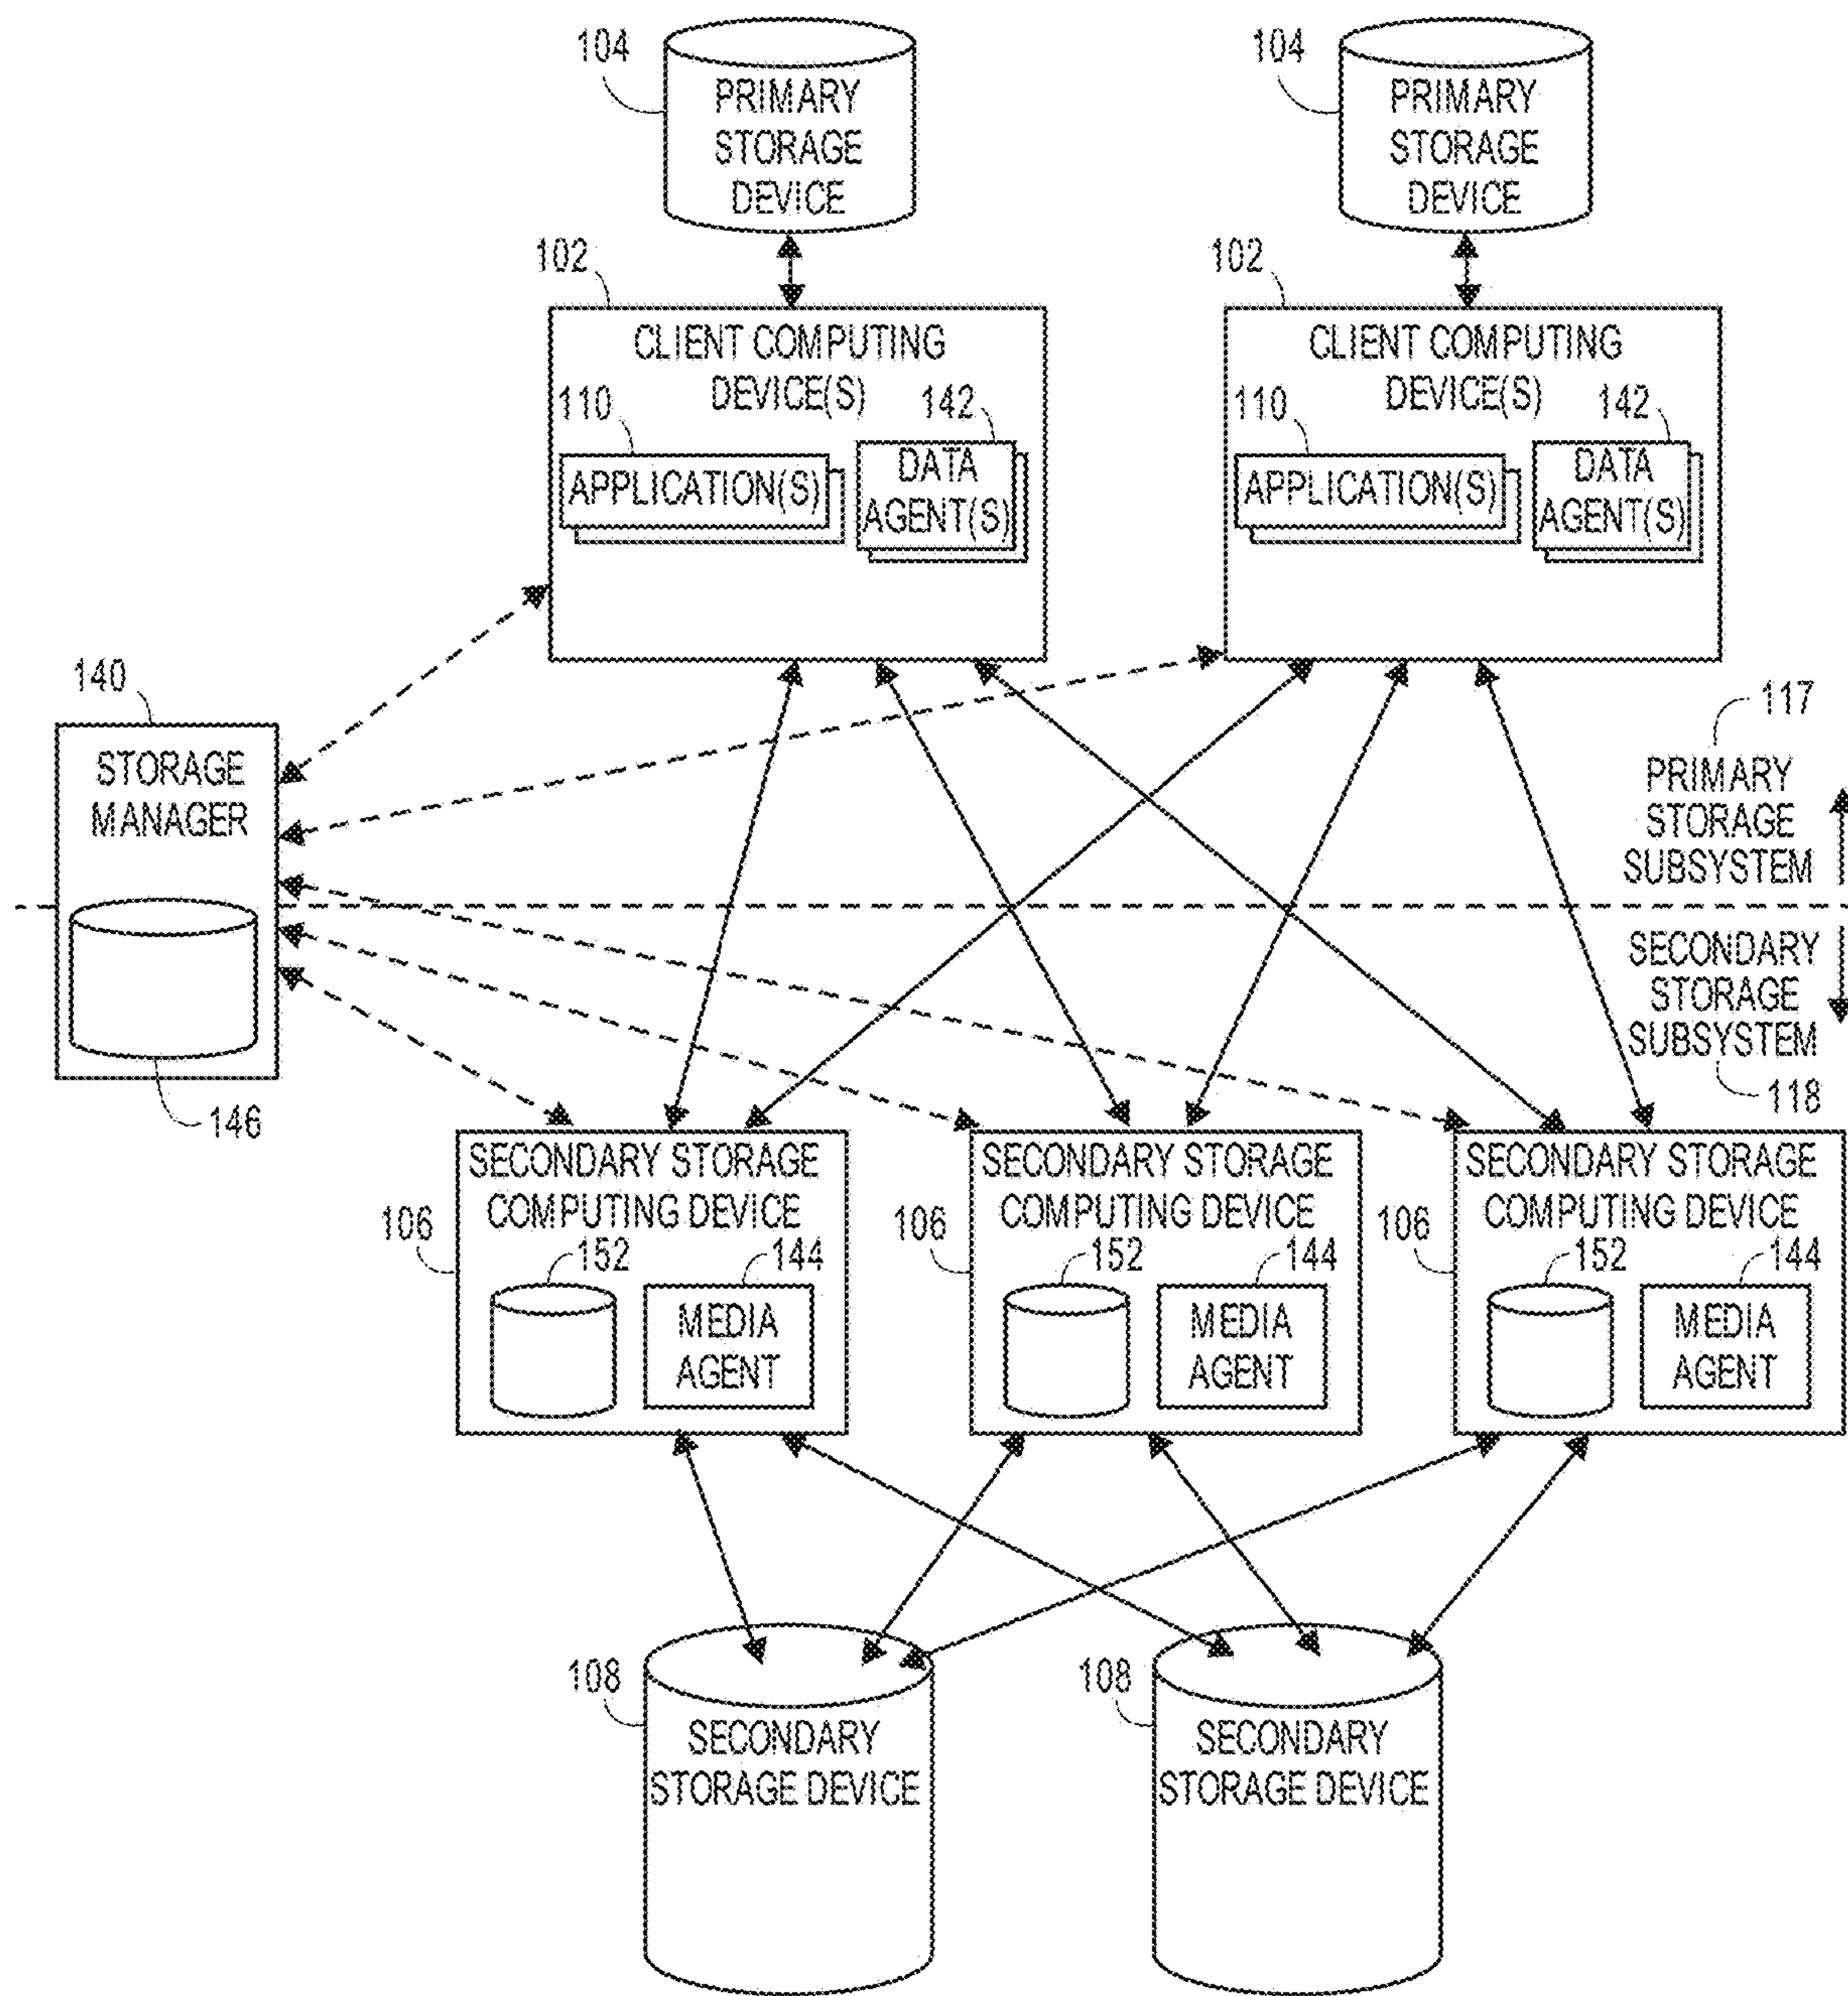 104
PRIMARY
STORAGE
DEVICE
104
PRIMARY
STORAGE
DEVICE
102
CLIENT COMPUTING
DEVICE(S)
110
142
APPLICATION(S)
DATA
AGENT(S)
102
CLIENT COMPUTING
DEVICE(S)
110
142
APPLICATION(S)
DATA
AGENT(S)
140
STORAGE
MANAGER
146
117
PRIMARY
STORAGE
SUBSYSTEM
SECONDARY
STORAGE
SUBSYSTEM
118
SECONDARY STORAGE
COMPUTING DEVICE
106
152
144
MEDIA
AGENT
SECONDARY STORAGE
COMPUTING DEVICE
106
152
144
MEDIA
AGENT
SECONDARY STORAGE
COMPUTING DEVICE
106
152
144
MEDIA
AGENT
108
SECONDARY
STORAGE DEVICE
108
SECONDARY
STORAGE DEVICE